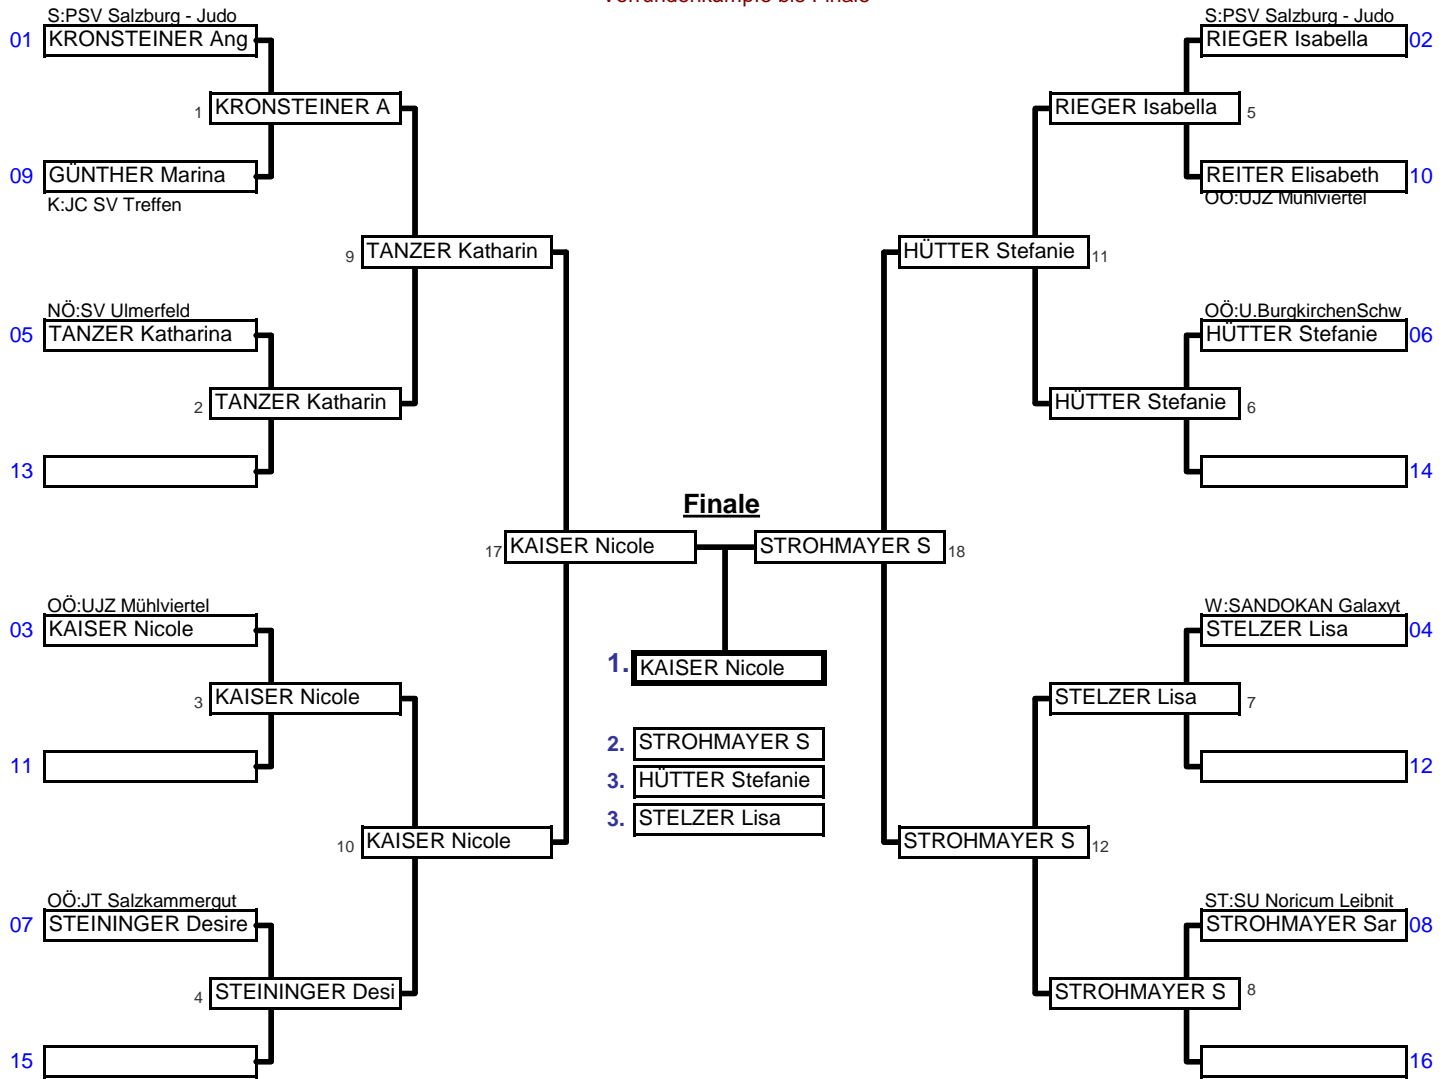 S:PSV Salzburg - Judo
01 KRONSTEINER Ang
1 KRONSTEINER A
09 GÜNTHER Marina
K:JC SV Treffen
9 TANZER Katharin
NÖ:SV Ulmerfeld
05 TANZER Katharina
2 TANZER Katharin
13
17 KAISER Nicole
OÖ:UJZ Mühlviertel
03 KAISER Nicole
3 KAISER Nicole
11
10 KAISER Nicole
OÖ:JT Salzkammergut
07 STEININGER Desire
4 STEININGER Desi
15
Finale
1. KAISER Nicole
2. STROHMAYER S
3. HÜTTER Stefanie
3. STELZER Lisa
S:PSV Salzburg - Judo
RIEGER Isabella 02
RIEGER Isabella 5
REITER Elisabeth 10
OÖ:UJZ Mühlviertel
HÜTTER Stefanie 11
OÖ:U.BurgkirchenSchw
HÜTTER Stefanie 06
HÜTTER Stefanie 6
14
STROHMAYER S 18
W:SANDOKAN Galaxyt
STELZER Lisa 04
STELZER Lisa 7
12
STROHMAYER S 12
ST:SU Noricum Leibnit
STROHMAYER Sar 08
STROHMAYER S 8
16